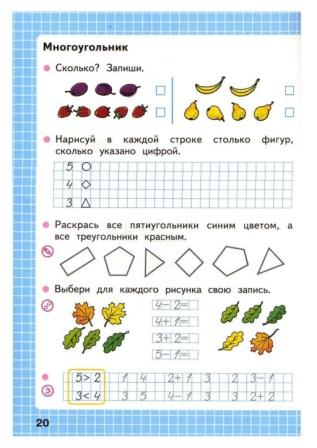 Многоугольник
Сколько? Запиши.
Нарисуй в каждой строке столько фигур,
сколько указано цифрой.
5
4
3
Раскрась все пятиугольники синим цветом, а
все треугольники красным.
Выбери для каждого рисунка свою запись.
4−2=
4+1=
3+2=
5−1=
5>2 1 4 2+1 3 2 3−1
3<4 3 5 4−1 3 3 2+2
20